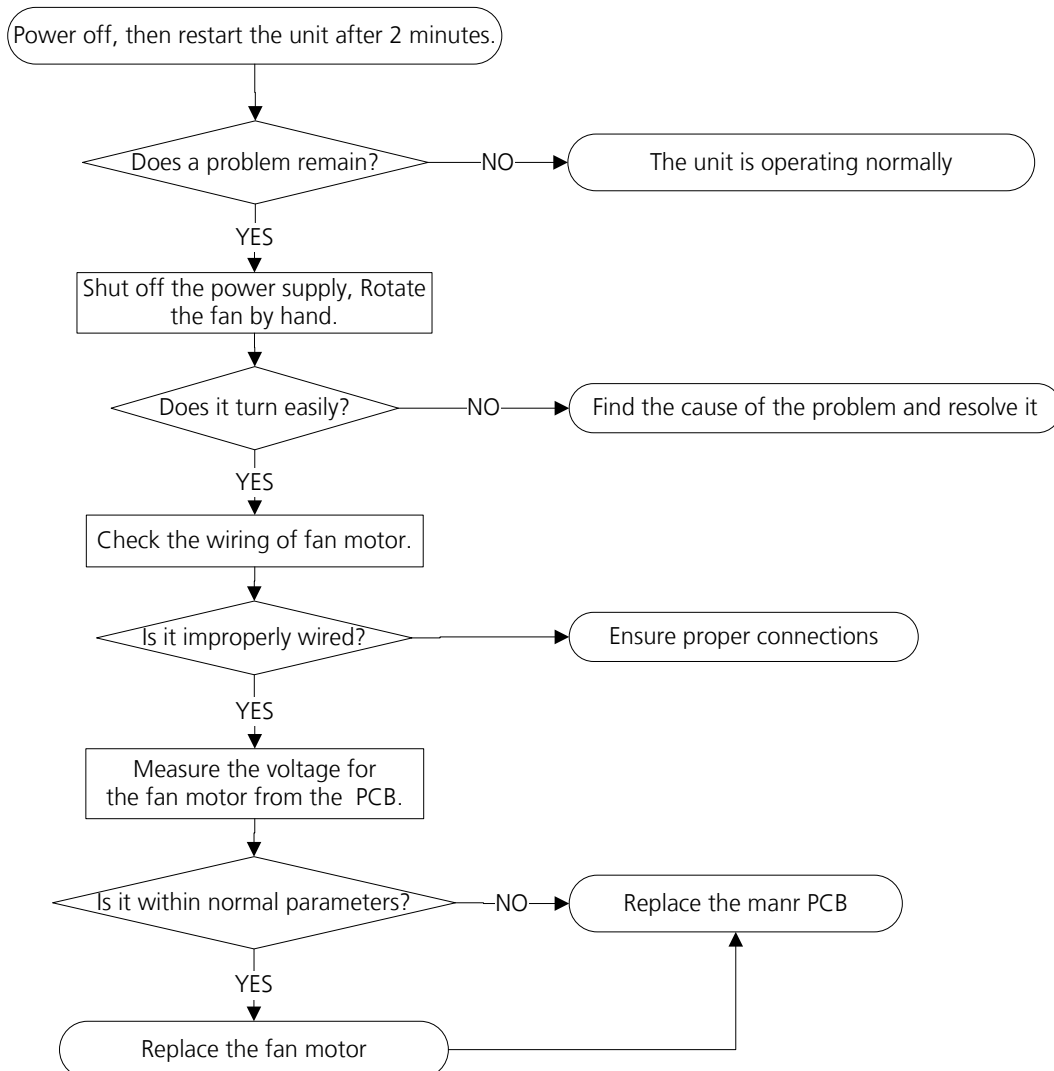 Power off, then restart the unit after 2 minutes.
Does a problem remain?
NO
The unit is operating normally
YES
Shut off the power supply, Rotate
the fan by hand.
Does it turn easily?
NO
Find the cause of the problem and resolve it
YES
Check the wiring of fan motor.
Is it improperly wired?
Ensure proper connections
YES
Measure the voltage for
the fan motor from the PCB.
Is it within normal parameters?
NO
Replace the manr PCB
YES
Replace the fan motor